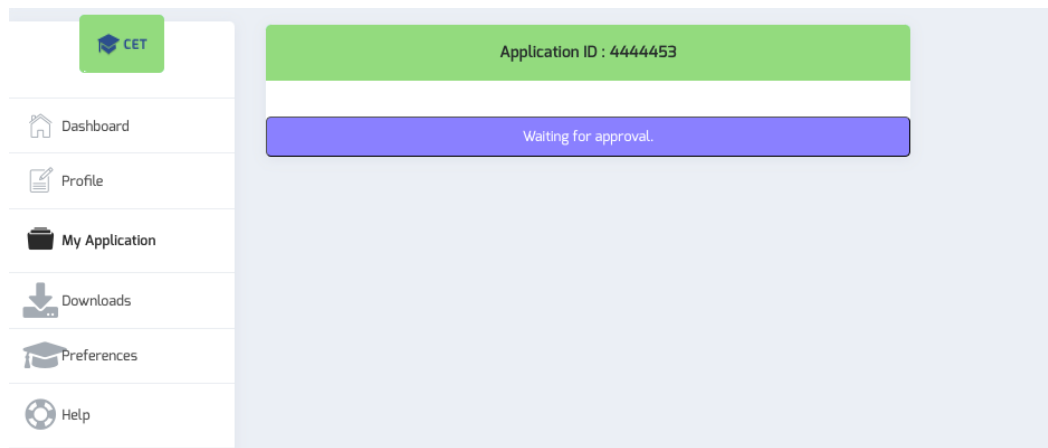 CET
Dashboard
Profile
My Application
Downloads
Preferences
Help
Application ID : 4444453
Waiting for approval.